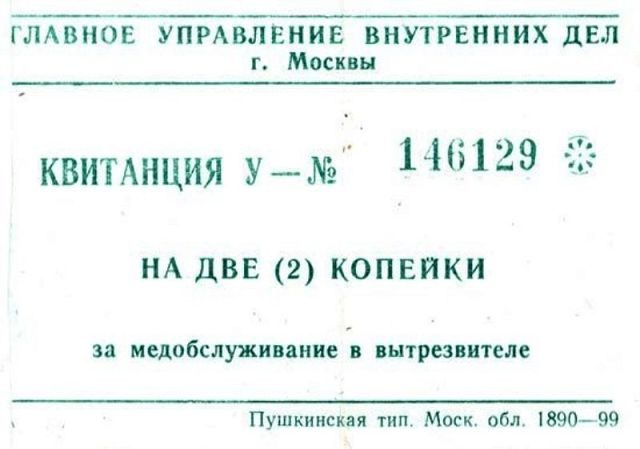 ГЛАВНОЕ УПРАВЛЕНИЕ ВНУТРЕННИХ ДЕЛ
г. Москвы
КВИТАНЦИЯ У — № 146129
НА ДВЕ (2) КОПЕЙКИ
за медобслуживание в вытрезвителе
Пушкинская тип. Моск. обл. 1890—99